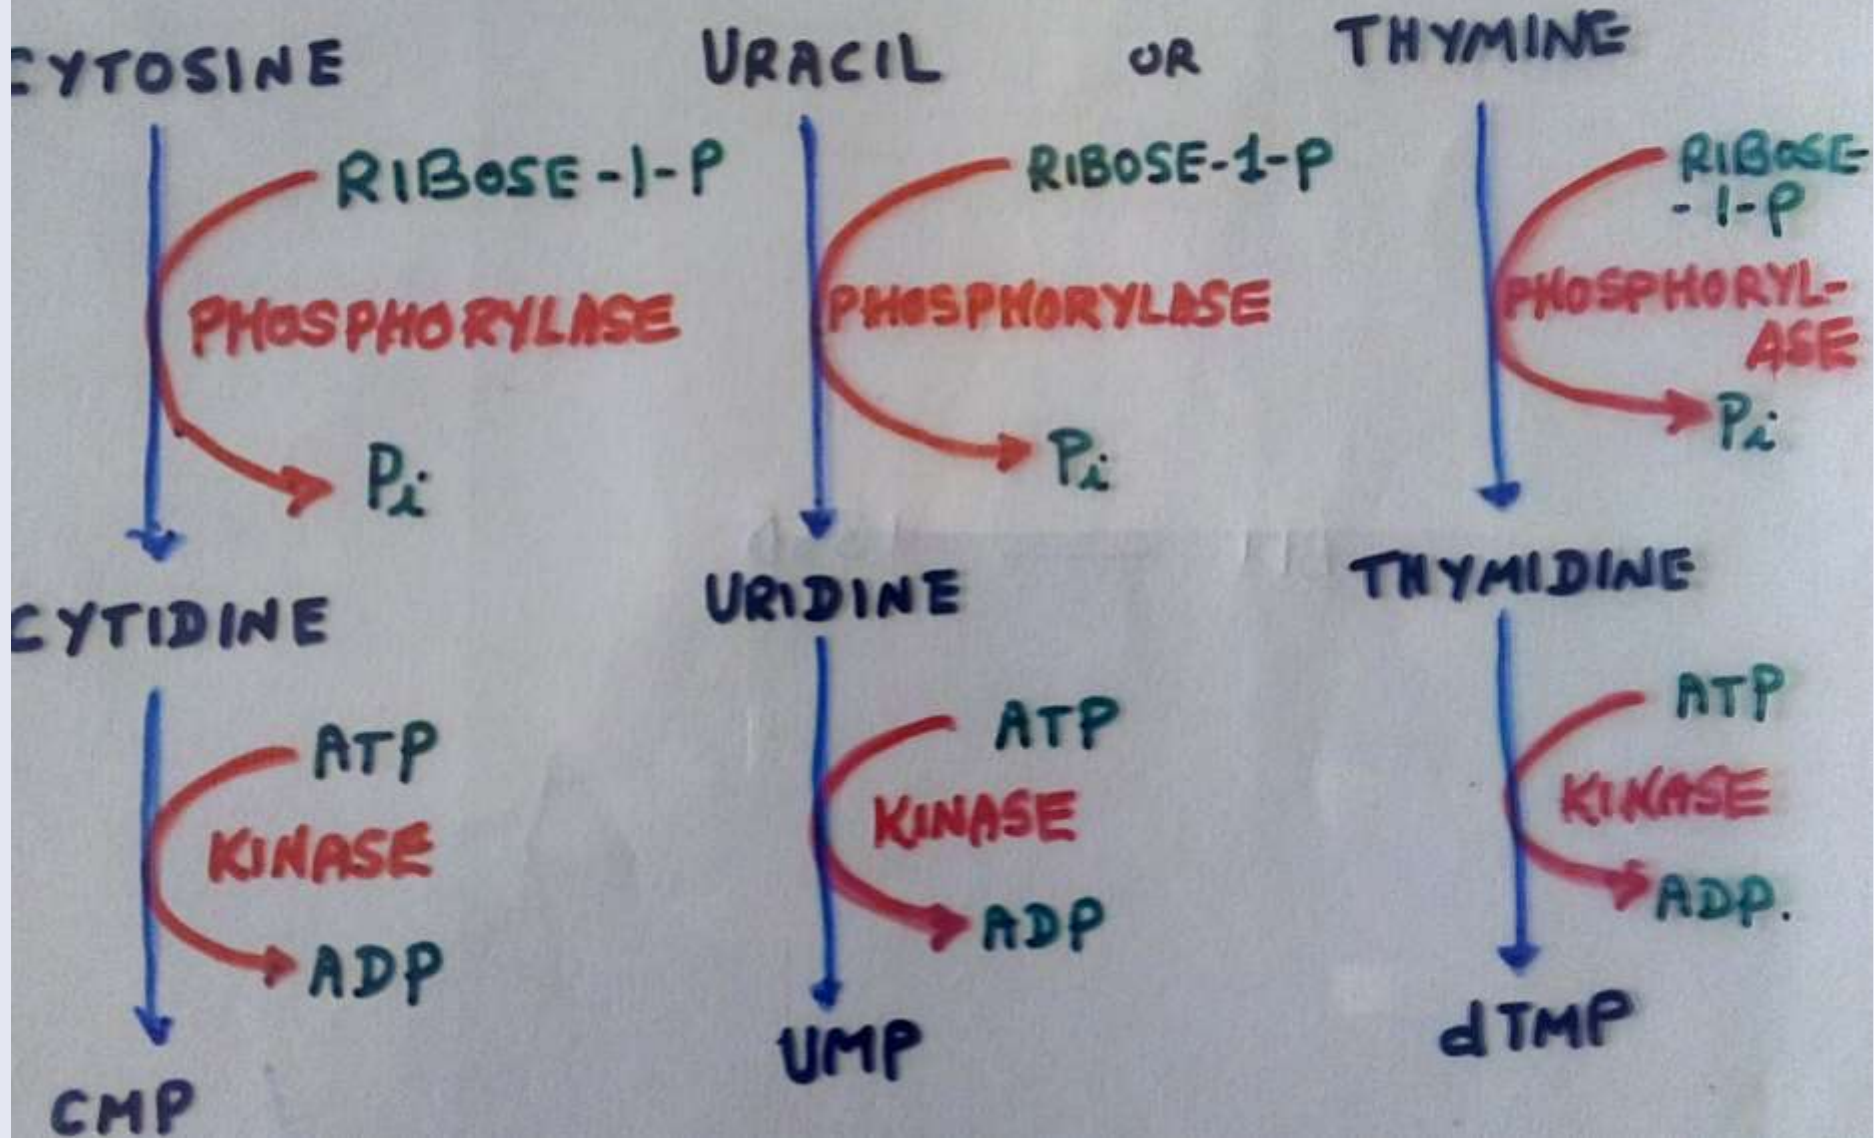 CYTOSINE
URACIL OR THYMINE
RIBOSE-1-P
RIBOSE-1-P
RIBOSE-
-1-P
PHOSPHORYLASE
PHOSPHORYLASE
PHOSPHORYL-
ASE
Pi
Pi
Pi
CYTIDINE
URIDINE
THYMIDINE
ATP
ATP
ATP
KINASE
KINASE
KINASE
ADP
ADP
ADP.
CMP
UMP
dTMP